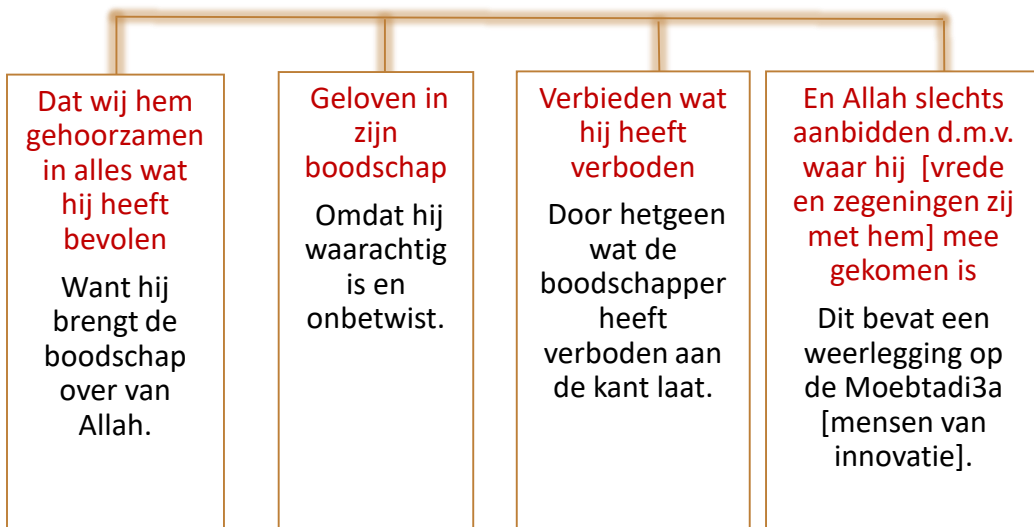 Dat wij hem
gehoorzamen
in alles wat
hij heeft
bevolen
Want hij
brengt de
boodschap
over van
Allah.
Geloven in
zijn
boodschap
Omdat hij
waarachtig
is en
onbetwist.
Verbieden wat
hij heeft
verboden
Door hetgeen
wat de
boodschapper
heeft
verboden aan
de kant laat.
En Allah slechts
aanbidden d.m.v.
waar hij [vrede
en zegeningen zij
met hem] mee
gekomen is
Dit bevat een
weerlegging op
de Moebtadi3a
[mensen van
innovatie].